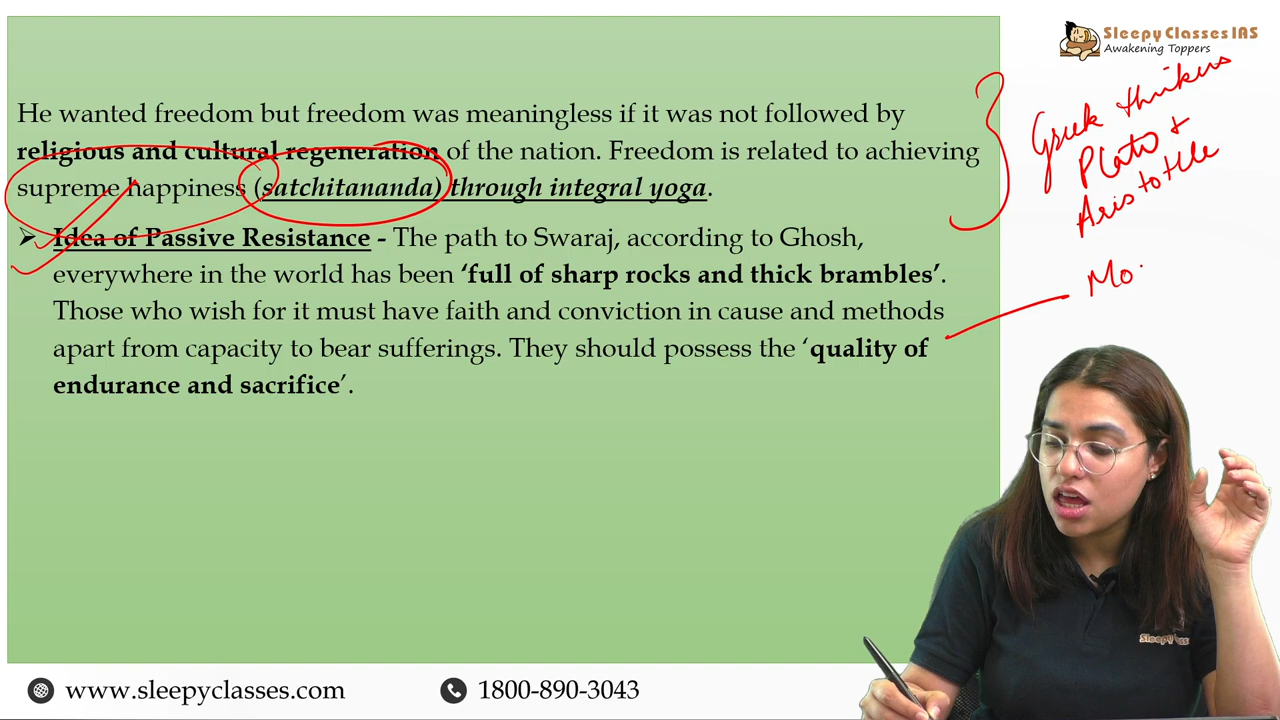 Sleepy Classes IAS
Awakening Toppers
He wanted freedom but freedom was meaningless if it was not followed by
religious and cultural regeneration of the nation. Freedom is related to achieving
supreme happiness (satchitananda) through integral yoga.
➢ Idea of Passive Resistance - The path to Swaraj, according to Ghosh,
everywhere in the world has been ‘full of sharp rocks and thick brambles’.
Those who wish for it must have faith and conviction in cause and methods
apart from capacity to bear sufferings. They should possess the ‘quality of
endurance and sacrifice’.
Greek thinkers
Plato +
Aristotle
Mo
www.sleepyclasses.com
1800-890-3043